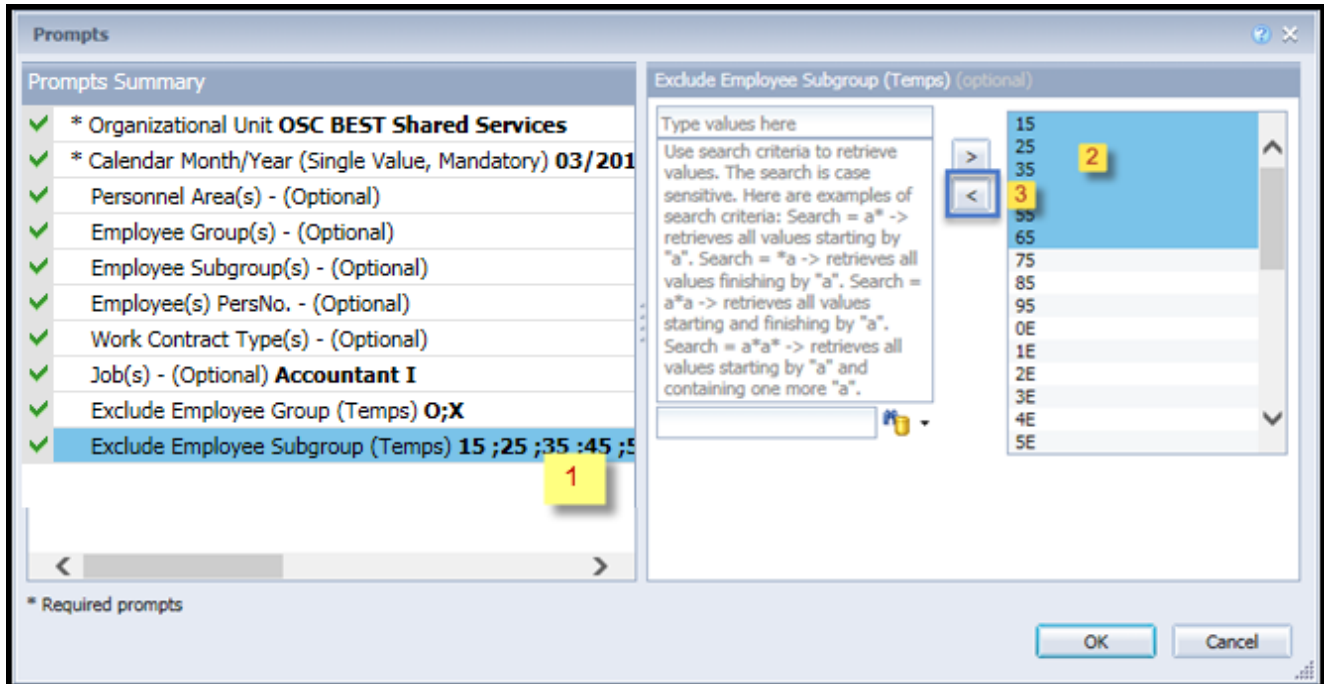 Prompts
Prompts Summary
* Organizational Unit OSC BEST Shared Services
* Calendar Month/Year (Single Value, Mandatory) 03/201
Personnel Area(s) - (Optional)
Employee Group(s) - (Optional)
Employee Subgroup(s) - (Optional)
Employee(s) PersNo. - (Optional)
Work Contract Type(s) - (Optional)
Job(s) - (Optional) Accountant I
Exclude Employee Group (Temps) O;X
Exclude Employee Subgroup (Temps) 15 ;25 ;35 ;45 ;5
1
Exclude Employee Subgroup (Temps) (optional)
Type values here
Use search criteria to retrieve
values. The search is case
sensitive. Here are examples of
search criteria: Search = a* ->
retrieves all values starting by
"a". Search = *a -> retrieves all
values finishing by "a". Search =
a*a -> retrieves all values
starting and finishing by "a".
Search = a*a* -> retrieves all
values starting by "a" and
containing one more "a".
>
<
3
15
25
2
35
55
65
75
85
95
0E
1E
2E
3E
4E
5E
* Required prompts
OK
Cancel